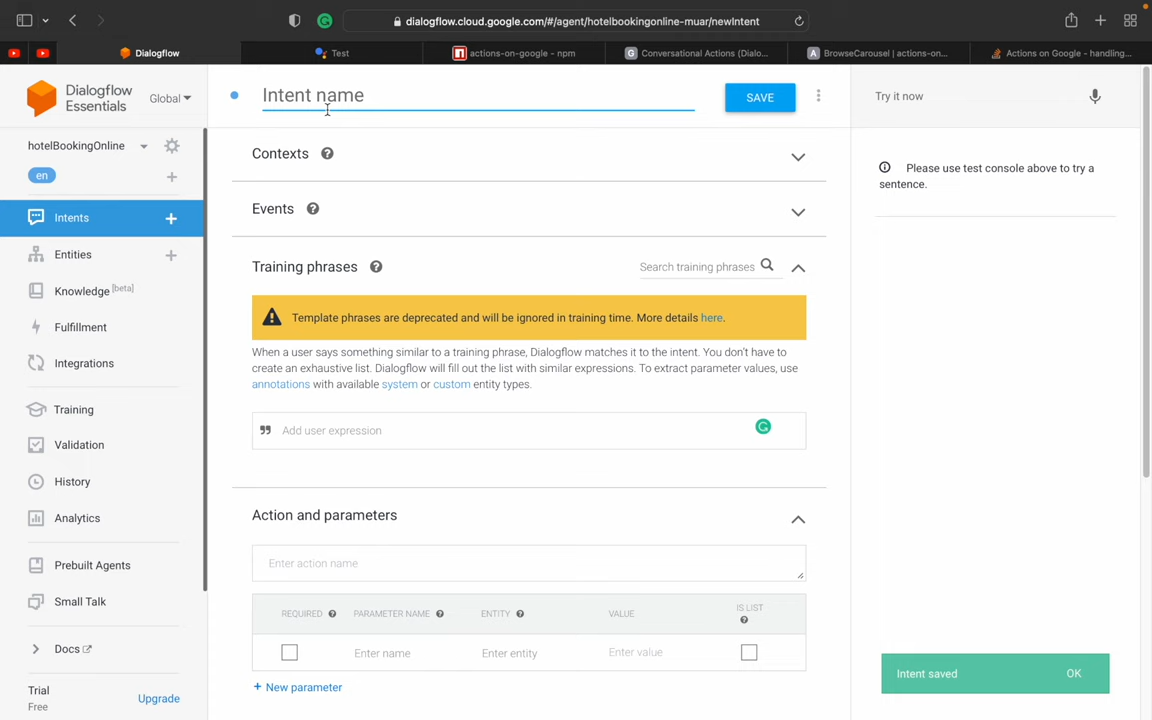 dialogflow.cloud.google.com/#/agent/hotelbookingonline-muar/newIntent
Dialogflow
Test
actions-on-google - npm
Conversational Actions (Dialo...
BrowseCarousel | actions-on...
Actions on Google - handling...
Dialogflow
Essentials
Global
Intent name
SAVE
Try it now
hotelBookingOnline
en
Contexts
Please use test console above to try a
sentence.
Intents
Events
Entities
Training phrases
Search training phrases
Knowledge [beta]
Template phrases are deprecated and will be ignored in training time. More details here.
Fulfillment
When a user says something similar to a training phrase, Dialogflow matches it to the intent. You don't have to
create an exhaustive list. Dialogflow will fill out the list with similar expressions. To extract parameter values, use
annotations with available system or custom entity types.
Integrations
Training
Add user expression
Validation
History
Analytics
Action and parameters
Prebuilt Agents
Enter action name
Small Talk
REQUIRED
PARAMETER NAME
ENTITY
VALUE
IS LIST
Docs
Enter name
Enter entity
Enter value
Intent saved
OK
+ New parameter
Trial
Free
Upgrade